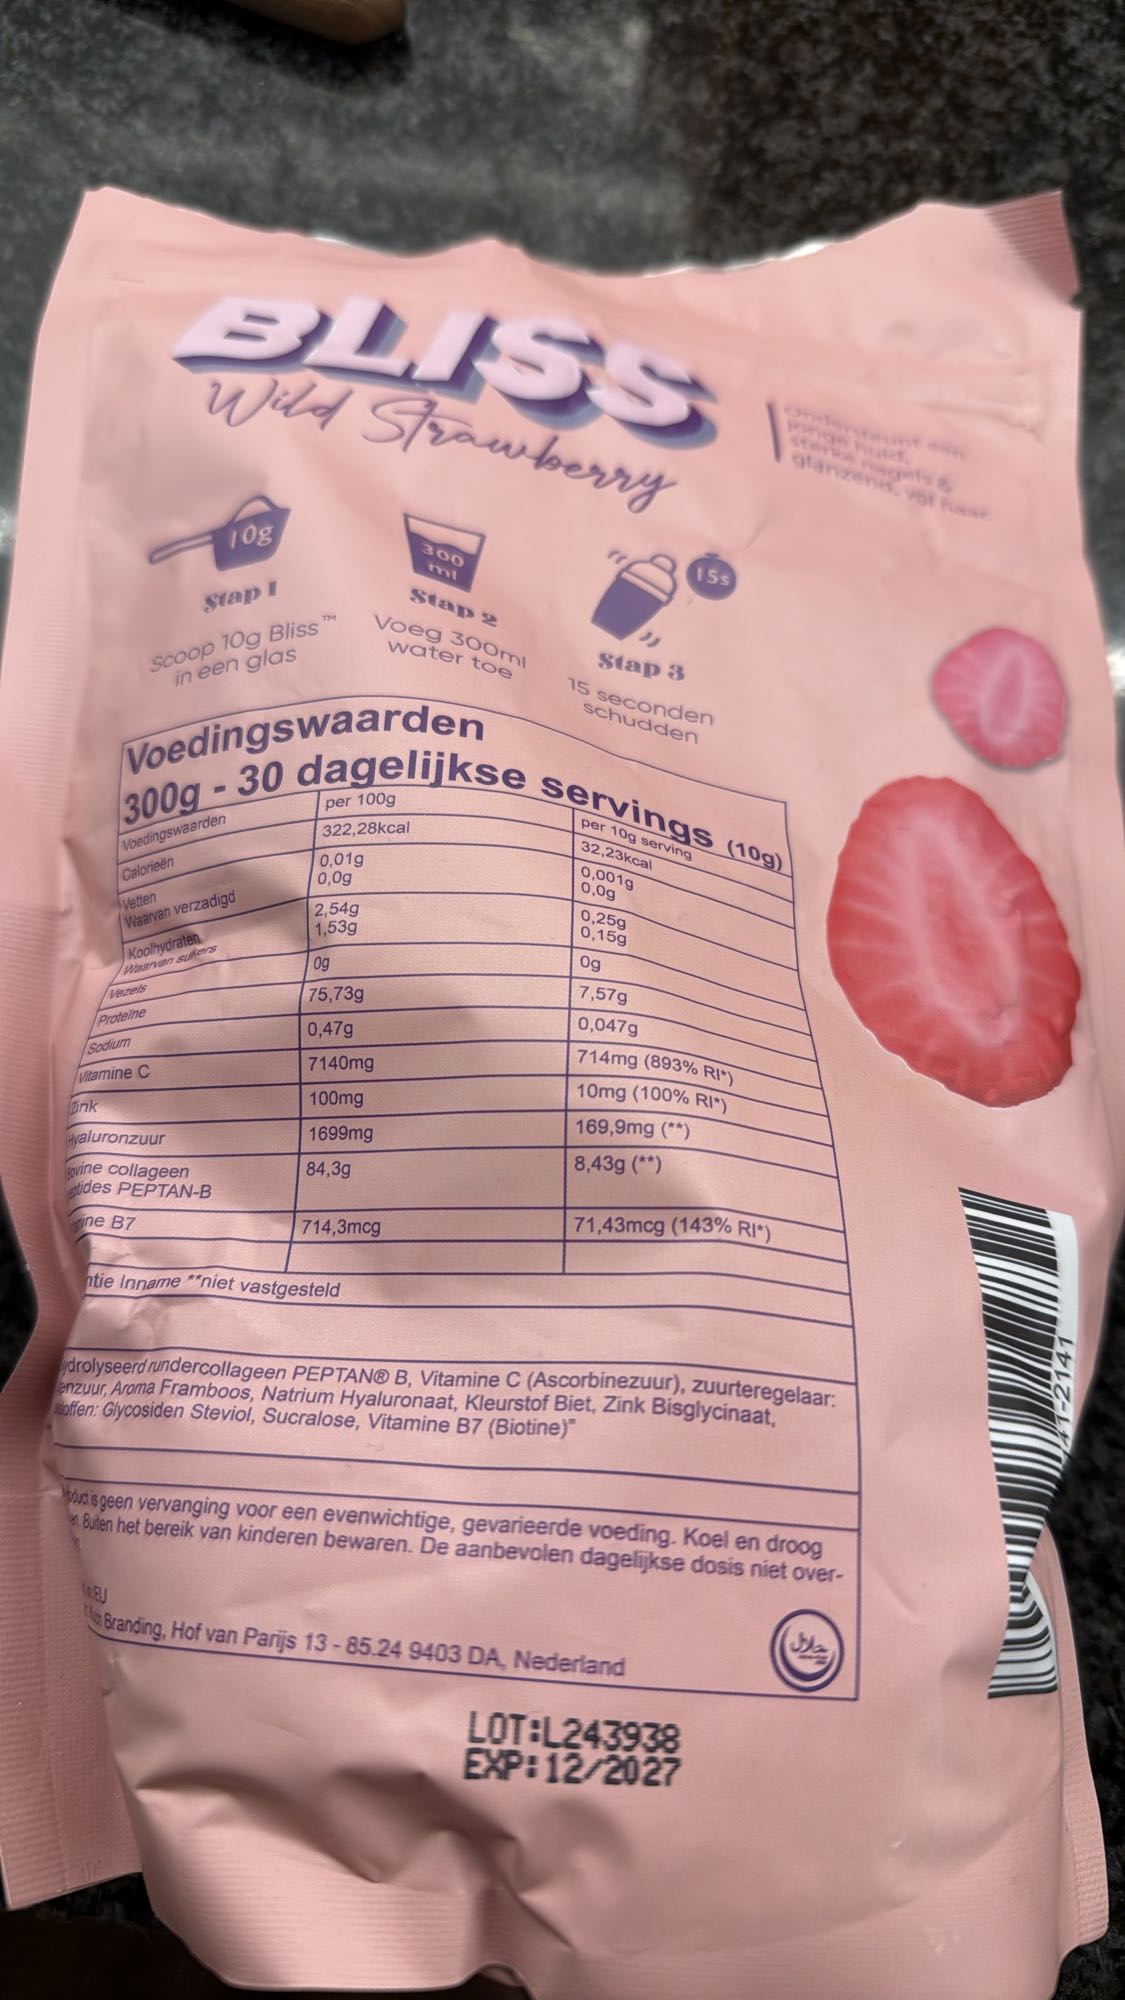 BLISS
Wild Strawberry
Ondersteunt een
jonge huid,
sterke nagels &
glanzend, vol haar.
10g
300
ml
15s
Stap 1
Stap 2
Stap 3
Scoop 10g Bliss™
in een glas
Voeg 300ml
water toe
15 seconden
schudden
Voedingswaarden
300g - 30 dagelijkse servings (10g)
Voedingswaarden per 100g per 10g serving
Calorieën 322,28kcal 32,23kcal
Vetten 0,01g 0,001g
Waarvan verzadigd 0,0g 0,0g
Koolhydraten 2,54g 0,25g
Waarvan suikers 1,53g 0,15g
Vezels 0g 0g
Proteïne 75,73g 7,57g
Sodium 0,47g 0,047g
Vitamine C 7140mg 714mg (893% RI*)
Zink 100mg 10mg (100% RI*)
Hyaluronzuur 1699mg 169,9mg (**)
Bovine collageen 84,3g 8,43g (**)
PEPTAN-B
B7 714,3mcg 71,43mcg (143% RI*)
Inname **niet vastgesteld
rundercollageen PEPTAN® B, Vitamine C (Ascorbinezuur), zuurteregelaar:
Aroma Framboos, Natrium Hyaluronaat, Kleurstof Biet, Zink Bisglycinaat,
Glycosiden Steviol, Sucralose, Vitamine B7 (Biotine)"
is geen vervanging voor een evenwichtige, gevarieerde voeding. Koel en droog
Buiten het bereik van kinderen bewaren. De aanbevolen dagelijkse dosis niet over-
EU
Branding, Hof van Parijs 13 - 85.24 9403 DA, Nederland
حلال
LOT:L243938
EXP:12/2027
41-2141